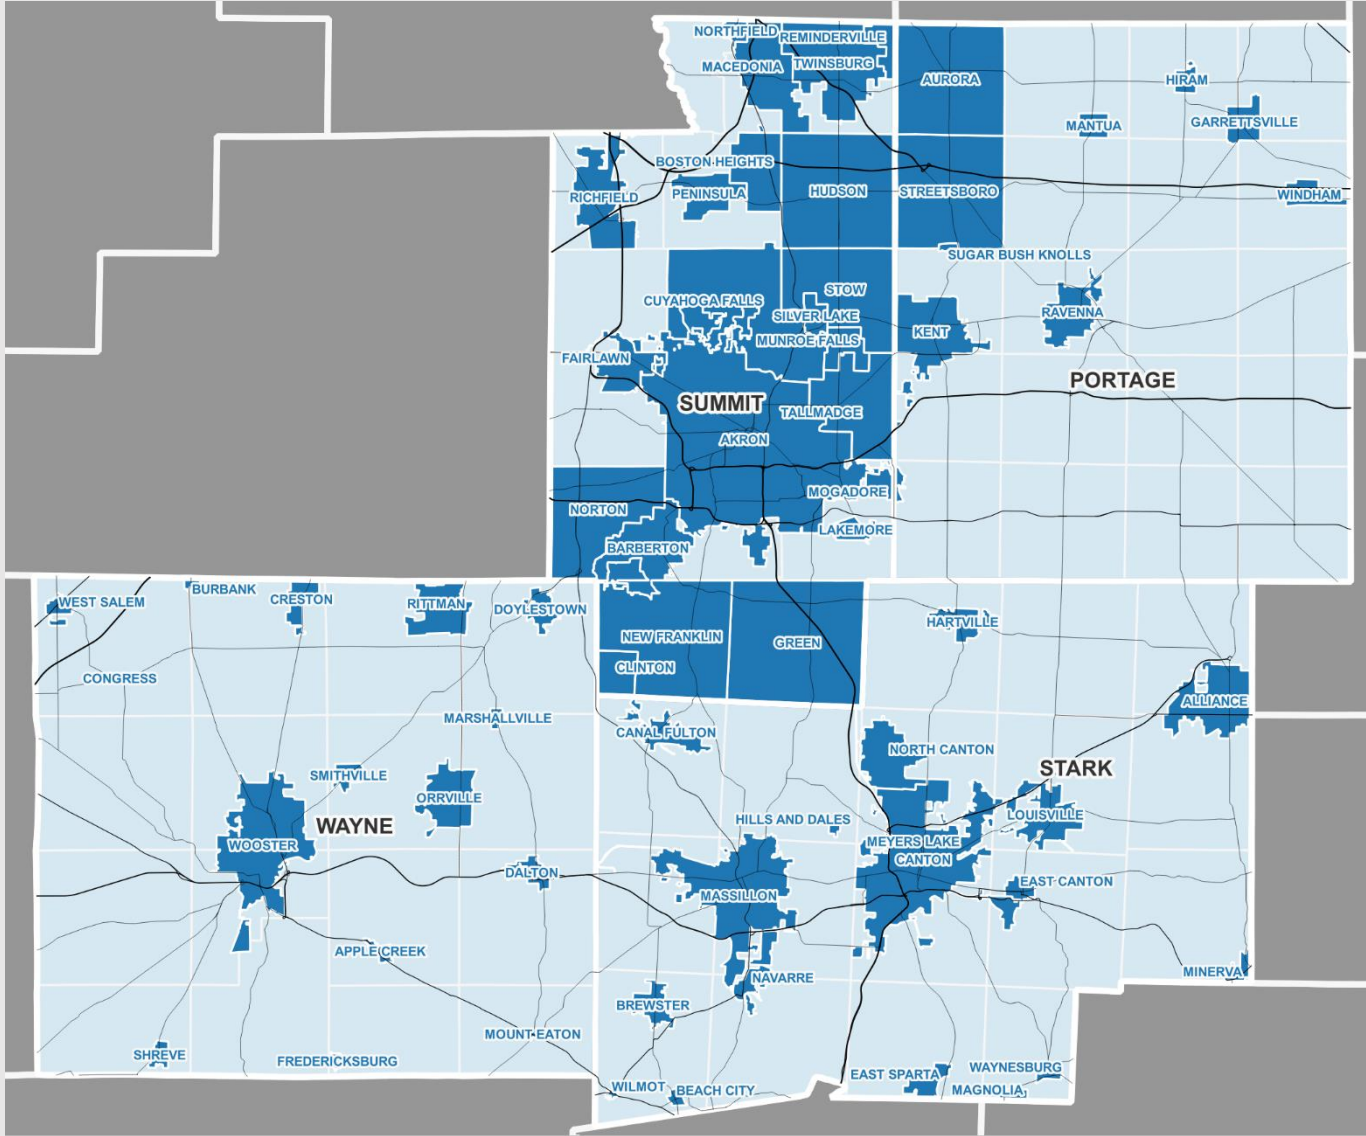 NORTHFIELD
REMINDERVILLE
MACEDONIA
TWINSBURG
AURORA
HIRAM
MANTUA
GARRETTSVILLE
BOSTON HEIGHTS
RICHFIELD
PENINSULA
HUDSON
STREETSBORO
WINDHAM
SUGAR BUSH KNOLLS
CUYAHOGA FALLS
STOW
SILVER LAKE
MUNROE FALLS
KENT
RAVENNA
FAIRLAWN
PORTAGE
SUMMIT
TALLMADGE
AKRON
MOGADORE
NORTON
LAKEMORE
BARBERTON
WEST SALEM
BURBANK
CRESTON
RITTMAN
DOYLESTOWN
NEW FRANKLIN
GREEN
HARTVILLE
CLINTON
CONGRESS
ALLIANCE
MARSHALLVILLE
CANAL FULTON
NORTH CANTON
STARK
SMITHVILLE
ORRVILLE
WAYNE
HILLS AND DALES
LOUISVILLE
WOOSTER
MEYERS LAKE
CANTON
DALTON
MASSILLON
EAST CANTON
APPLE CREEK
NAVARRE
MINERVA
BREWSTER
MOUNT EATON
SHREVE
FREDERICKSBURG
WILMOT
BEACH CITY
EAST SPARTA
WAYNESBURG
MAGNOLIA